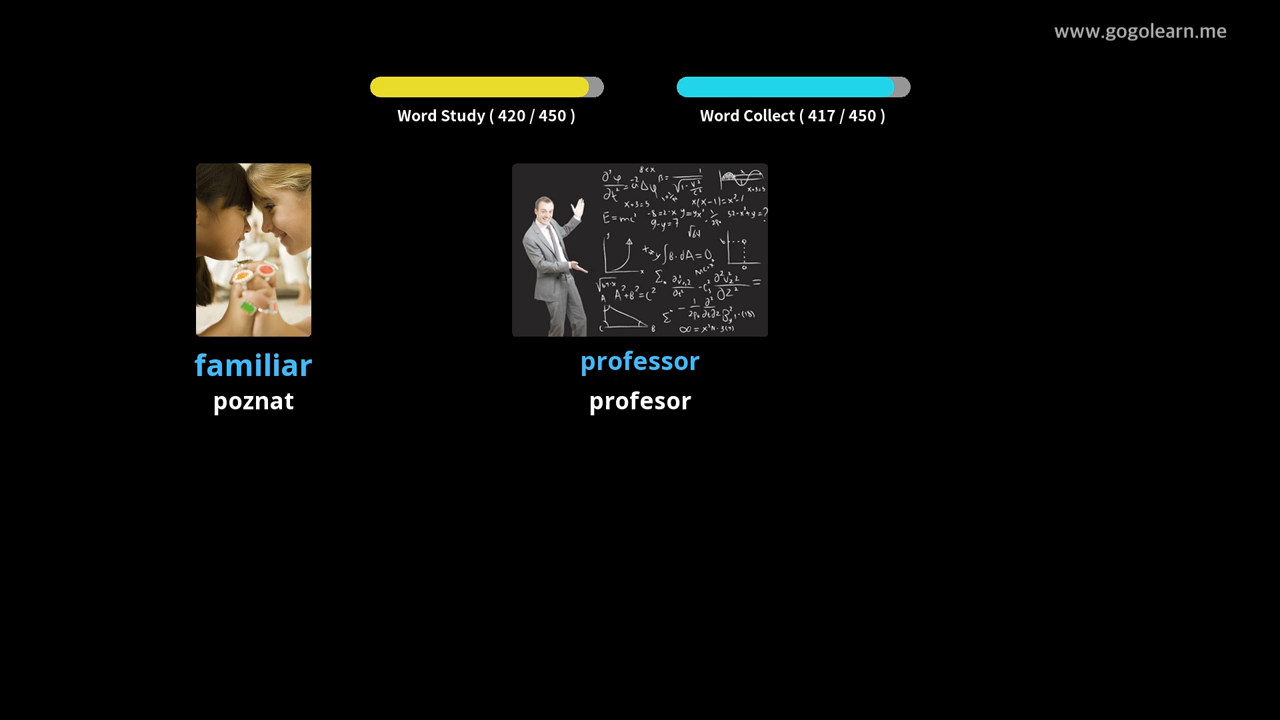 www.gogolearn.me
Word Study ( 420 / 450 )
Word Collect ( 417 / 450 )
familiar
poznat
professor
profesor